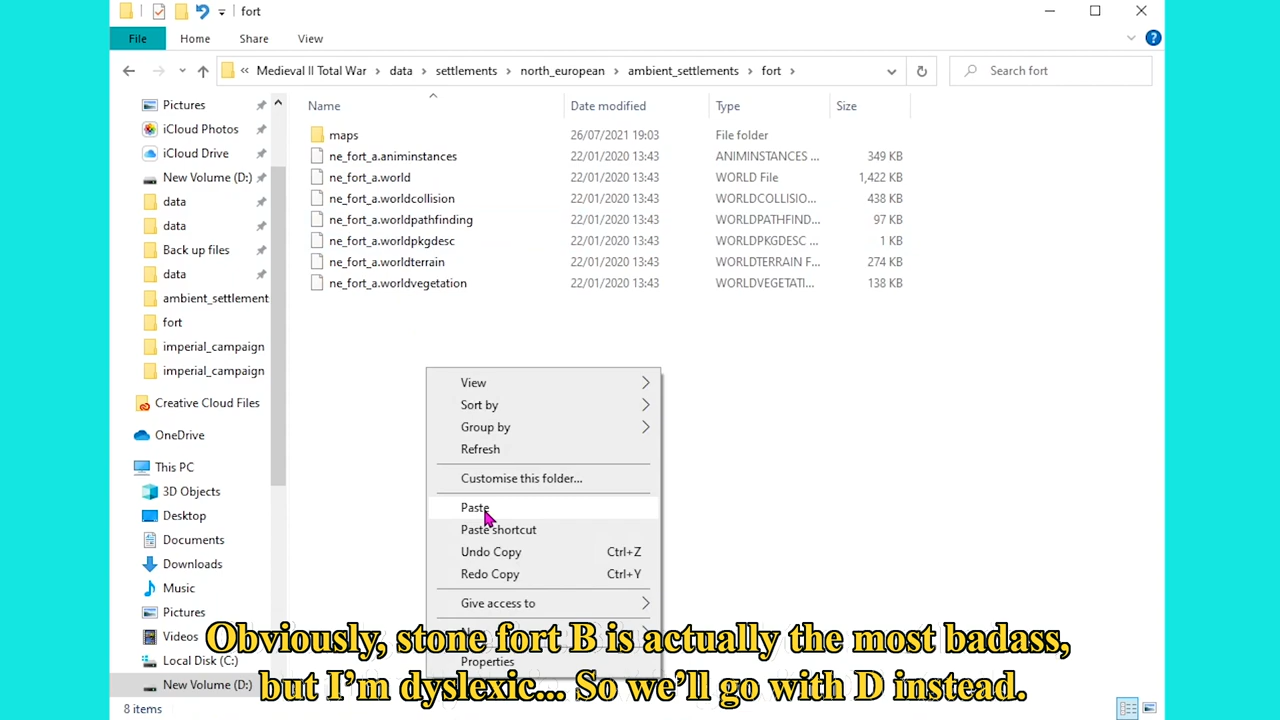 fort
File
Home
Share
View
«
Medieval II Total War
data
settlements
north_european
ambient_settlements
fort
Search fort
Name
Date modified
Type
Size
Pictures
iCloud Photos
iCloud Drive
New Volume (D:)
data
data
Back up files
data
ambient_settlement
fort
imperial_campaign
imperial_campaign
Creative Cloud Files
OneDrive
This PC
3D Objects
Desktop
Documents
Downloads
Music
Pictures
Videos
Local Disk (C:)
New Volume (D:)
maps 26/07/2021 19:03 File folder
ne_fort_a.animinstances 22/01/2020 13:43 ANIMINSTANCES ... 349 KB
ne_fort_a.world 22/01/2020 13:43 WORLD File 1,422 KB
ne_fort_a.worldcollision 22/01/2020 13:43 WORLDCOLLISIO... 438 KB
ne_fort_a.worldpathfinding 22/01/2020 13:43 WORLDPATHFIND... 97 KB
ne_fort_a.worldpkgdesc 22/01/2020 13:43 WORLDPKGDESC ... 1 KB
ne_fort_a.worldterrain 22/01/2020 13:43 WORLDTERRAIN F... 274 KB
ne_fort_a.worldvegetation 22/01/2020 13:43 WORLDVEGETATI... 138 KB
View
Sort by
Group by
Refresh
Customise this folder...
Paste
Paste shortcut
Undo Copy Ctrl+Z
Redo Copy Ctrl+Y
Give access to
Properties
Obviously, stone fort B is actually the most badass,
but I'm dyslexic... So we'll go with D instead.
8 items